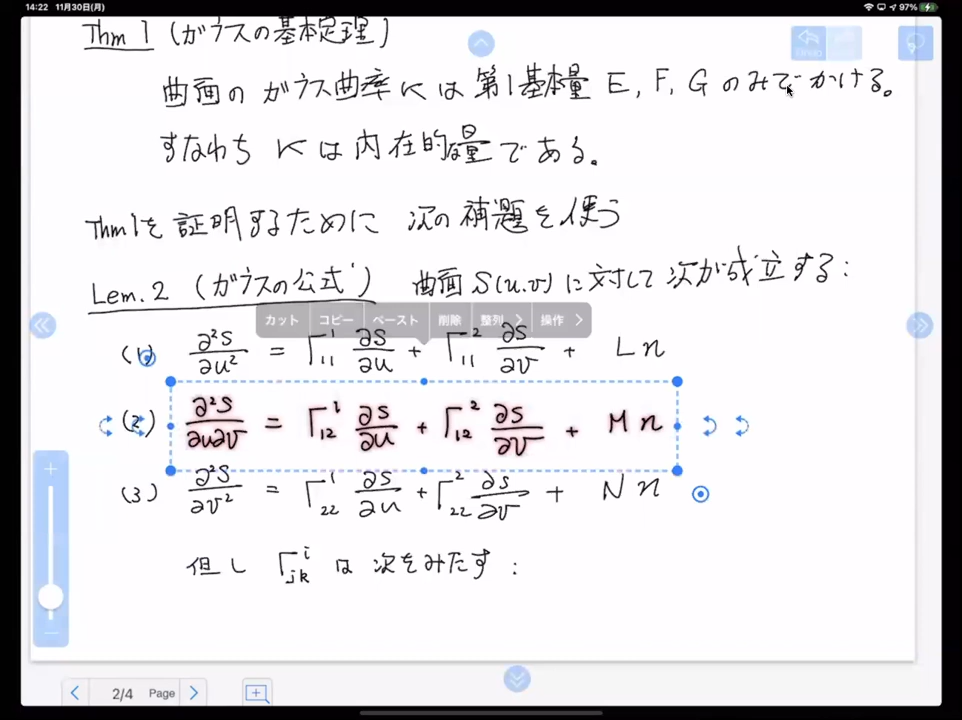 14:22 11月30日(月) 97%
Thm 1 (ガウスの基本定理)
Undo
曲面の ガウス曲率 K は 第1基本量 E, F, G のみで かける。
すなわち K は 内在的な量である。
Thm 1を 証明するために 次の補題を 使う
Lem. 2 (ガウスの公式) 曲面 S(u,v) に対して 次が成立する:
カット コピー ペースト 削除 整列 操作
(1) ∂²S/∂u² = Γ₁₁¹ ∂S/∂u + Γ₁₁² ∂S/∂v + L n
(2) ∂²S/∂u∂v = Γ₁₂¹ ∂S/∂u + Γ₁₂² ∂S/∂v + M n
(3) ∂²S/∂v² = Γ₂₂¹ ∂S/∂u + Γ₂₂² ∂S/∂v + N n
但し Γ_{jk}^i は 次をみたす :
2/4 Page